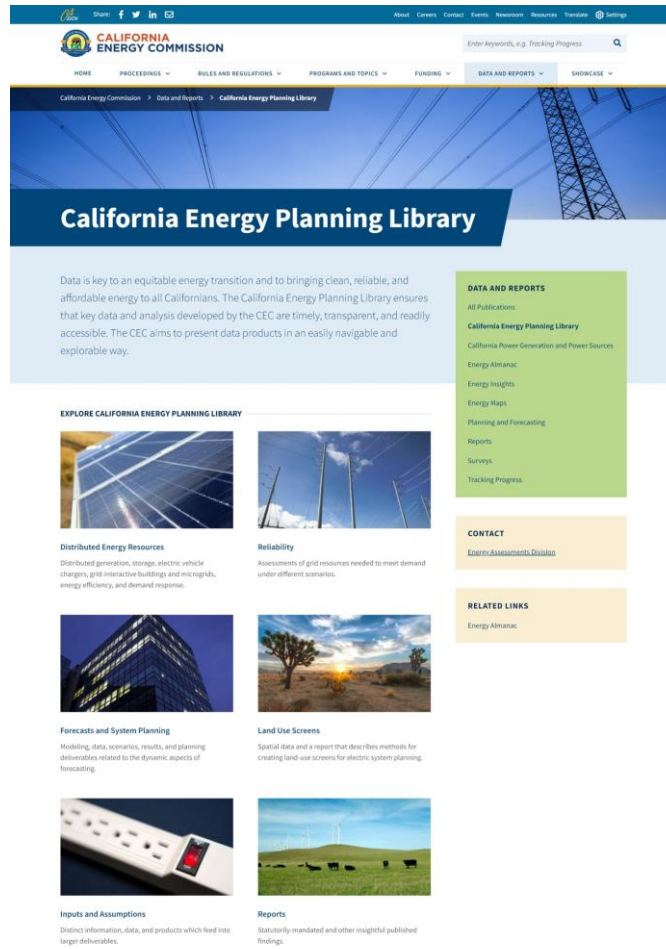 CA
GOV
Share:
About Careers Contact Events Newsroom Resources Translate Settings
CALIFORNIA
ENERGY COMMISSION
Enter keywords, e.g. Tracking Progress
HOME PROCEEDINGS RULES AND REGULATIONS PROGRAMS AND TOPICS FUNDING DATA AND REPORTS SHOWCASE
California Energy Commission > Data and Reports > California Energy Planning Library
California Energy Planning Library
Data is key to an equitable energy transition and to bringing clean, reliable, and
affordable energy to all Californians. The California Energy Planning Library ensures
that key data and analysis developed by the CEC are timely, transparent, and readily
accessible. The CEC aims to present data products in an easily navigable and
explorable way.
EXPLORE CALIFORNIA ENERGY PLANNING LIBRARY
Distributed Energy Resources
Distributed generation, storage, electric vehicle
chargers, grid-interactive buildings and microgrids,
energy efficiency, and demand response.
Reliability
Assessments of grid resources needed to meet demand
under different scenarios.
Forecasts and System Planning
Modeling, data, scenarios, results, and planning
deliverables related to the dynamic aspects of
forecasting.
Land Use Screens
Spatial data and a report that describes methods for
creating land-use screens for electric system planning.
Inputs and Assumptions
Distinct information, data, and products which feed into
larger deliverables.
Reports
Statutorily-mandated and other insightful published
findings.
DATA AND REPORTS
All Publications
California Energy Planning Library
California Power Generation and Power Sources
Energy Almanac
Energy Insights
Energy Maps
Planning and Forecasting
Reports
Surveys
Tracking Progress
CONTACT
Energy Assessments Division
RELATED LINKS
Energy Almanac